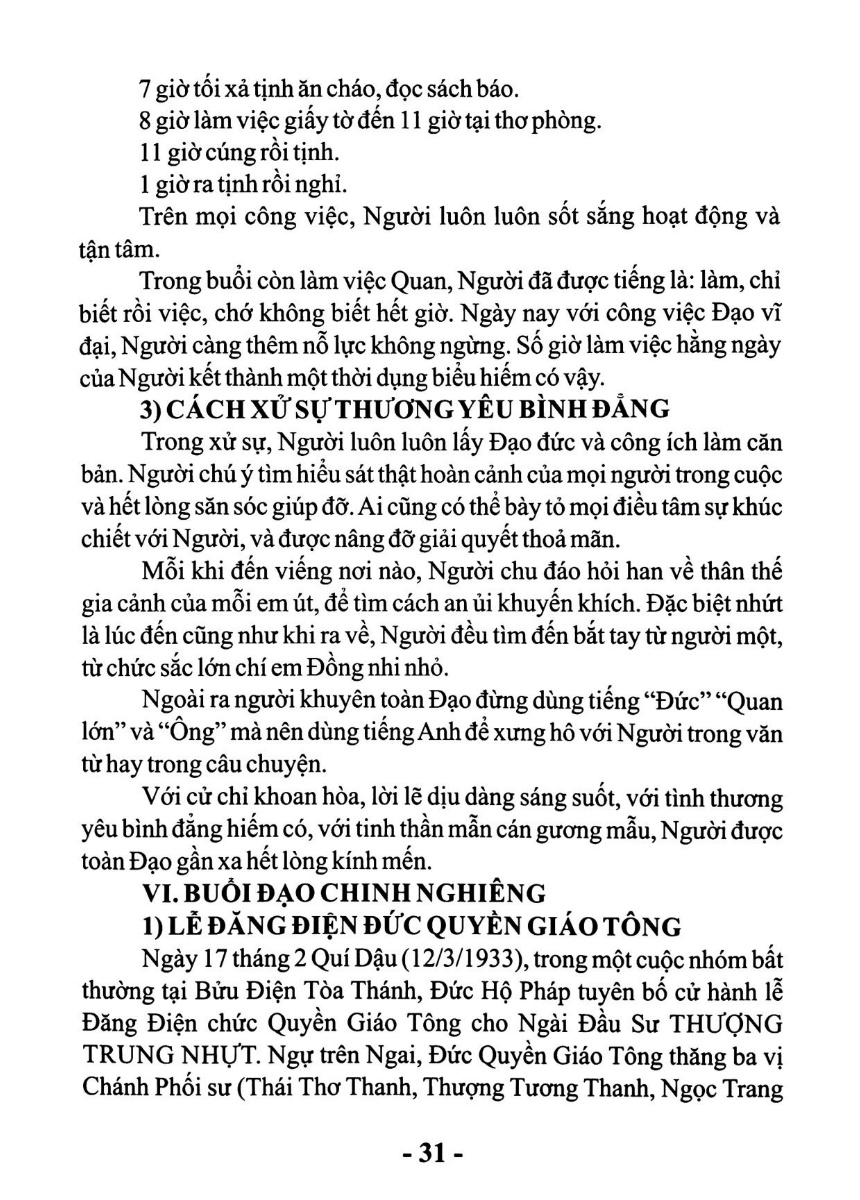 7 giờ tối xả tịnh ăn cháo, đọc sách báo.
8 giờ làm việc giấy tờ đến 11 giờ tại thơ phòng.
11 giờ cúng rồi tịnh.
1 giờ ra tịnh rồi nghỉ.
Trên mọi công việc, Người luôn luôn sốt sắng hoạt động và
tận tâm.
Trong buổi còn làm việc Quan, Người đã được tiếng là: làm, chỉ
biết rồi việc, chớ không biết hết giờ. Ngày nay với công việc Đạo vĩ
đại, Người càng thêm nỗ lực không ngừng. Số giờ làm việc hằng ngày
của Người kết thành một thời dụng biểu hiếm có vậy.
3) CÁCH XỬ SỰ THƯƠNG YÊU BÌNH ĐẲNG
Trong xử sự, Người luôn luôn lấy Đạo đức và công ích làm căn
bản. Người chú ý tìm hiểu sát thật hoàn cảnh của mọi người trong cuộc
và hết lòng săn sóc giúp đỡ. Ai cũng có thể bày tỏ mọi điều tâm sự khúc
chiết với Người, và được nâng đỡ giải quyết thoả mãn.
Mỗi khi đến viếng nơi nào, Người chu đáo hỏi han về thân thế
gia cảnh của mỗi em út, để tìm cách an ủi khuyến khích. Đặc biệt nhứt
là lúc đến cũng như khi ra về, Người đều tìm đến bắt tay từ người một,
từ chức sắc lớn chí em Đồng nhi nhỏ.
Ngoài ra người khuyên toàn Đạo đừng dùng tiếng “Đức” “Quan
lớn” và “Ông” mà nên dùng tiếng Anh để xưng hô với Người trong văn
từ hay trong câu chuyện.
Với cử chỉ khoan hòa, lời lẽ dịu dàng sáng suốt, với tình thương
yêu bình đẳng hiếm có, với tinh thần mẫn cán gương mẫu, Người được
toàn Đạo gần xa hết lòng kính mến.
VI. BUỔI ĐẠO CHINH NGHIÊNG
1) LỄ ĐĂNG ĐIỆN ĐỨC QUYỀN GIÁO TÔNG
Ngày 17 tháng 2 Quí Dậu (12/3/1933), trong một cuộc nhóm bất
thường tại Bửu Điện Tòa Thánh, Đức Hộ Pháp tuyên bố cử hành lễ
Đăng Điện chức Quyền Giáo Tông cho Ngài Đầu Sư THƯỢNG
TRUNG NHỰT. Ngự trên Ngai, Đức Quyền Giáo Tông thăng ba vị
Chánh Phối sư (Thái Thơ Thanh, Thượng Tương Thanh, Ngọc Trang
- 31 -